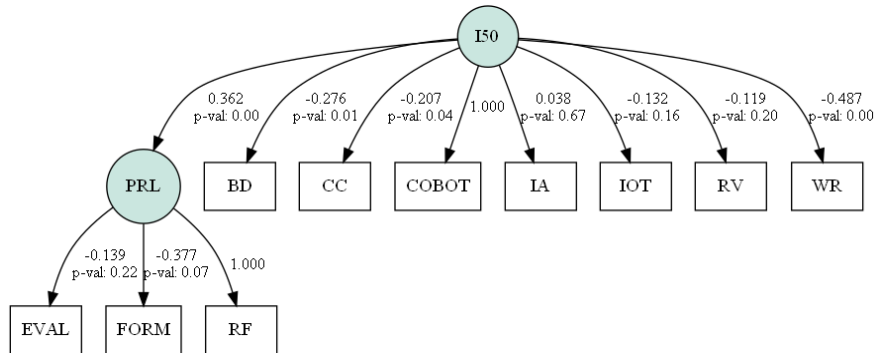 I50
0.362
p-val: 0.00
-0.276
p-val: 0.01
-0.207
p-val: 0.04
1.000
0.038
p-val: 0.67
-0.132
p-val: 0.16
-0.119
p-val: 0.20
-0.487
p-val: 0.00
PRL
BD
CC
COBOT
IA
IOT
RV
WR
-0.139
p-val: 0.22
-0.377
p-val: 0.07
1.000
EVAL
FORM
RF